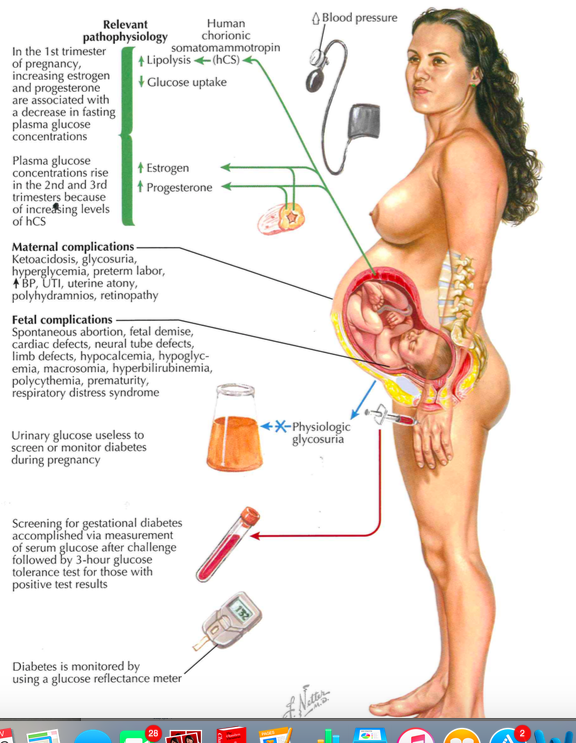 Relevant
pathophysiology
Human
chorionic
somatomammotropin
(hCS)
Blood pressure
In the 1st trimester
of pregnancy,
increasing estrogen
and progesterone
are associated with
a decrease in fasting
plasma glucose
concentrations
Lipolysis
Glucose uptake
Plasma glucose
concentrations rise
in the 2nd and 3rd
trimesters because
of increasing levels
of hCS
Estrogen
Progesterone
Maternal complications
Ketoacidosis, glycosuria,
hyperglycemia, preterm labor,
↑BP, UTI, uterine atony,
polyhydramnios, retinopathy
Fetal complications
Spontaneous abortion, fetal demise,
cardiac defects, neural tube defects,
limb defects, hypocalcemia, hypoglyc-
emia, macrosomia, hyperbilirubinemia,
polycythemia, prematurity,
respiratory distress syndrome
Physiologic
glycosuria
Urinary glucose useless to
screen or monitor diabetes
during pregnancy
Screening for gestational diabetes
accomplished via measurement
of serum glucose after challenge
followed by 3-hour glucose
tolerance test for those with
positive test results
132
Diabetes is monitored by
using a glucose reflectance meter
F. Netter
M.D.
28
2